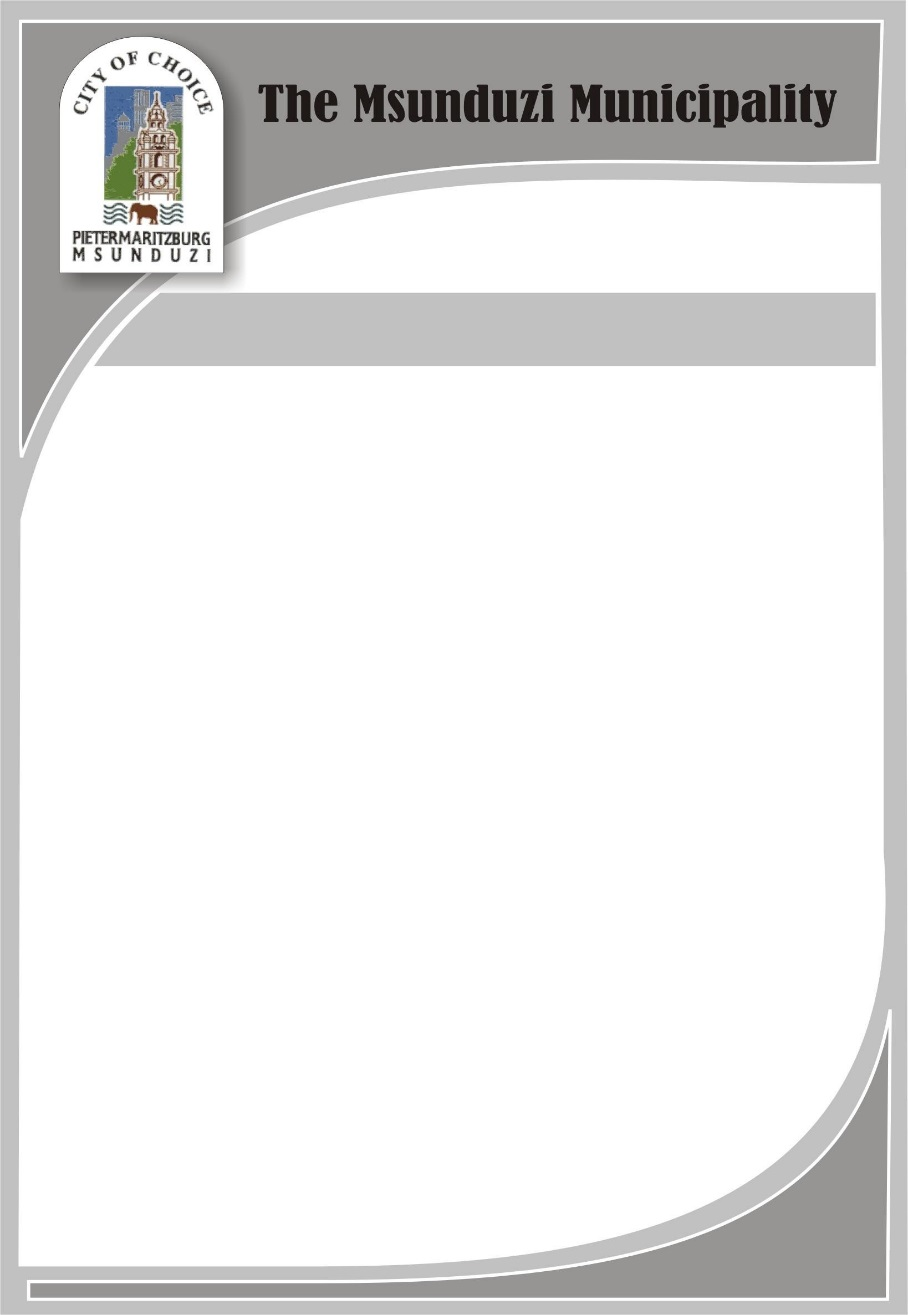 CITY OF CHOICE
The Msunduzi Municipality
PIETERMARITZBURG
MSUNDUZI